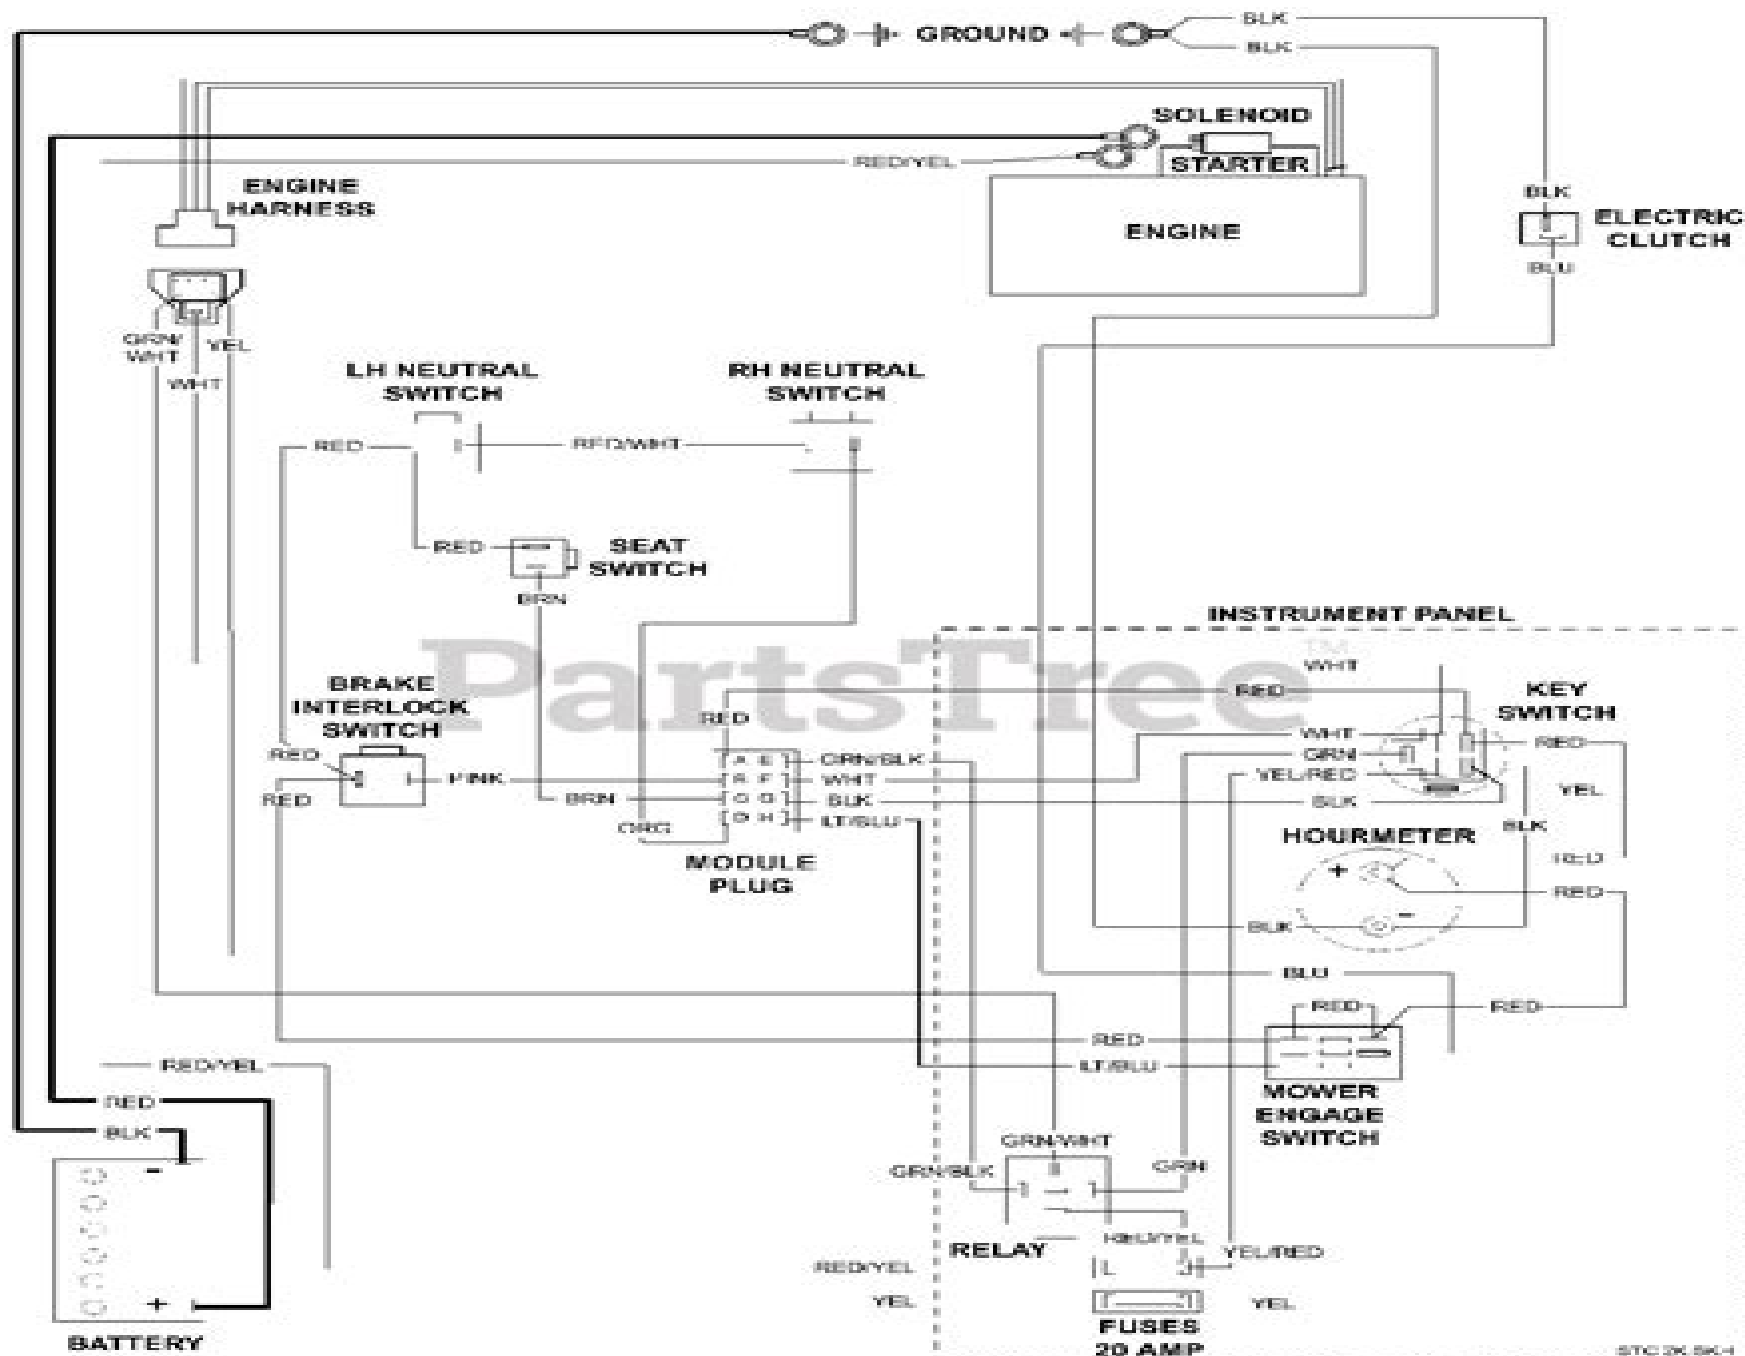 BLK
GROUND
BLK
SOLENOID
RED/YEL
STARTER
ENGINE
HARNESS
ENGINE
BLK
ELECTRIC
CLUTCH
BLU
GRN/
WHT
YEL
WHT
LH NEUTRAL
SWITCH
RH NEUTRAL
SWITCH
RED
RED/WHT
RED
SEAT
SWITCH
BRN
INSTRUMENT PANEL
PartsTree
TM
WHT
BRAKE
INTERLOCK
SWITCH
RED
RED
KEY
SWITCH
WHT
RED
GRN
RED
PINK
A E
GRN/BLK
YEL/RED
B F
WHT
YEL
RED
BRN
C G
BLK
BLK
D H
LT/BLU
ORG
BLK
HOURMETER
MODULE
PLUG
RED
+
RED
-
BLK
BLU
RED
RED
RED
LT/BLU
RED/YEL
MOWER
ENGAGE
SWITCH
RED
BLK
GRN/WHT
GRN/BLK
GRN
-
RED/YEL
RELAY
YEL/RED
RED/YEL
YEL
YEL
+
FUSES
20 AMP
BATTERY